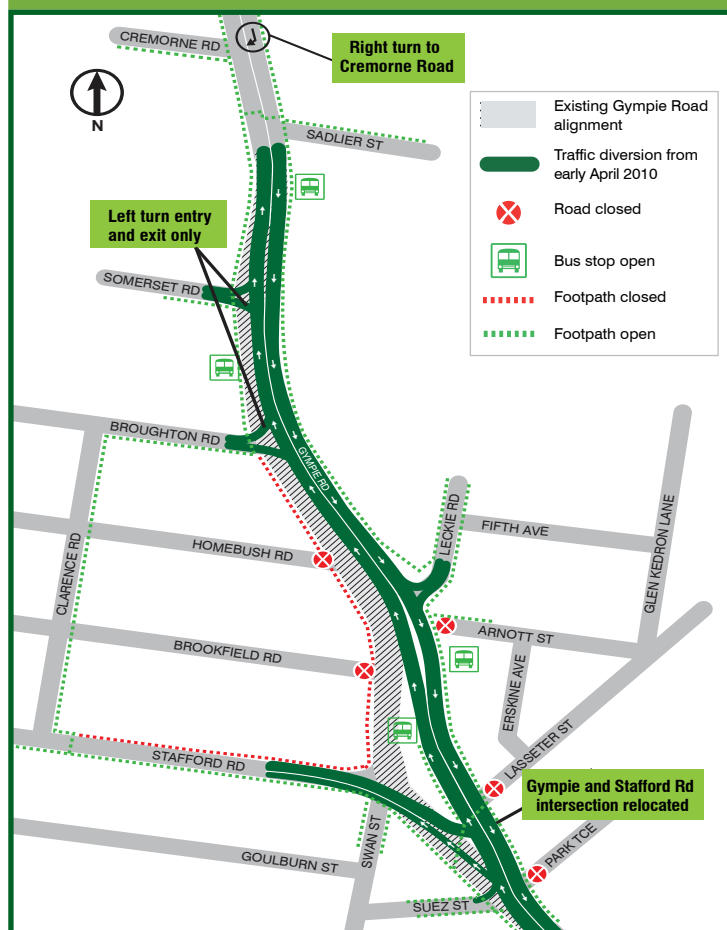 CREMORNE RD
Right turn to
Cremorne Road
N
SADLIER ST
Existing Gympie Road
alignment
Traffic diversion from
early April 2010
Road closed
Bus stop open
Footpath closed
Footpath open
Left turn entry
and exit only
SOMERSET RD
BROUGHTON RD
GYMPIE RD
LECKIE RD
FIFTH AVE
GLEN KEDRON LANE
CLARENCE RD
HOMEBUSH RD
ARNOTT ST
BROOKFIELD RD
ERSKINE AVE
LASSETER ST
STAFFORD RD
Gympie and Stafford Rd
intersection relocated
SWAN ST
PARK TCE
GOULBURN ST
SUEZ ST